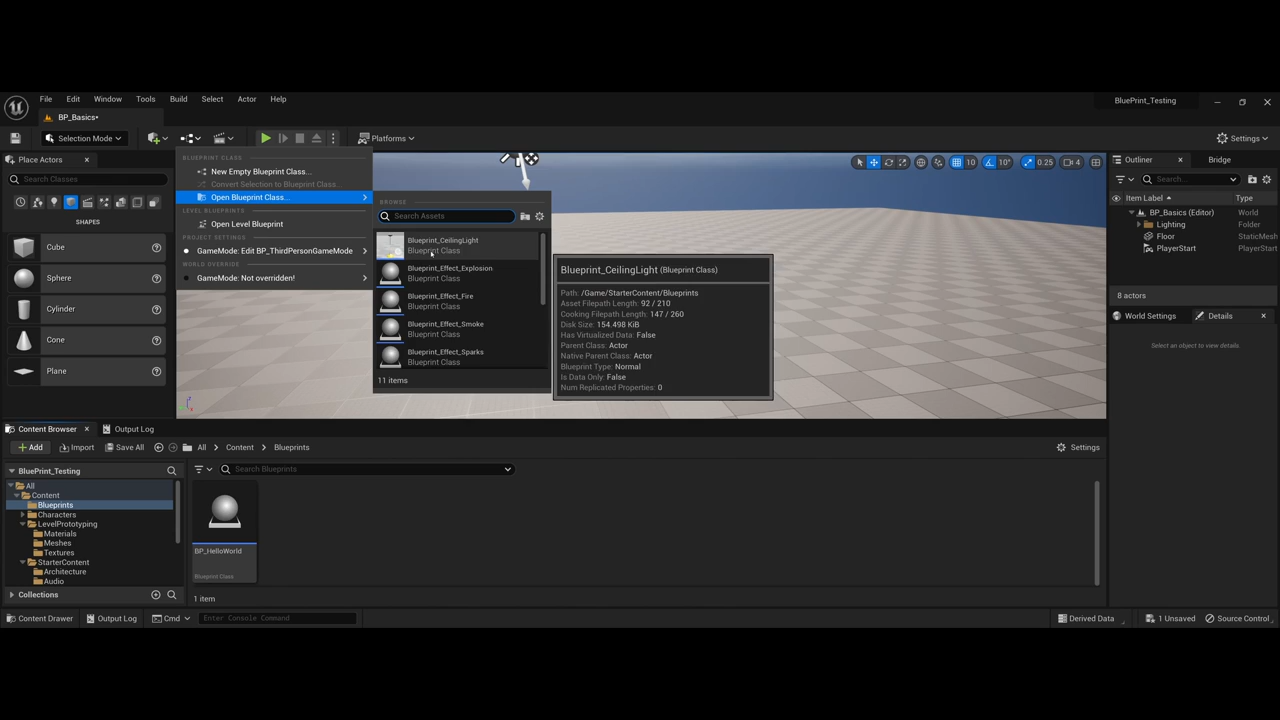 File Edit Window Tools Build Select Actor Help
BluePrint_Testing
BP_Basics•
Selection Mode
Platforms
Settings
Place Actors
Search Classes
SHAPES
Cube
Sphere
Cylinder
Cone
Plane
BLUEPRINT CLASS
New Empty Blueprint Class...
Convert Selection to Blueprint Class...
Open Blueprint Class...
LEVEL BLUEPRINTS
Open Level Blueprint
PROJECT SETTINGS
GameMode: Edit BP_ThirdPersonGameMode
WORLD OVERRIDE
GameMode: Not overridden!
BROWSE
Search Assets
Blueprint_CeilingLight
Blueprint Class
Blueprint_Effect_Explosion
Blueprint Class
Blueprint_Effect_Fire
Blueprint Class
Blueprint_Effect_Smoke
Blueprint Class
Blueprint_Effect_Sparks
Blueprint Class
11 items
Blueprint_CeilingLight (Blueprint Class)
Path: /Game/StarterContent/Blueprints
Asset Filepath Length: 92 / 210
Cooking Filepath Length: 147 / 260
Disk Size: 154.498 KiB
Has Virtualized Data: False
Parent Class: Actor
Native Parent Class: Actor
Blueprint Type: Normal
Is Data Only: False
Num Replicated Properties: 0
10 10° 0.25 4
Outliner Bridge
Search...
Item Label Type
BP_Basics (Editor) World
Lighting Folder
Floor StaticMesh
PlayerStart PlayerStart
8 actors
World Settings Details
Select an object to view details.
Content Browser Output Log
Add Import Save All All > Content > Blueprints
Settings
BluePrint_Testing
Search Blueprints
All
Content
Blueprints
Characters
LevelPrototyping
Materials
Meshes
Textures
StarterContent
Architecture
Audio
Collections
BP_HelloWorld
Blueprint Class
1 item
Content Drawer Output Log Cmd Enter Console Command
Derived Data 1 Unsaved Source Control